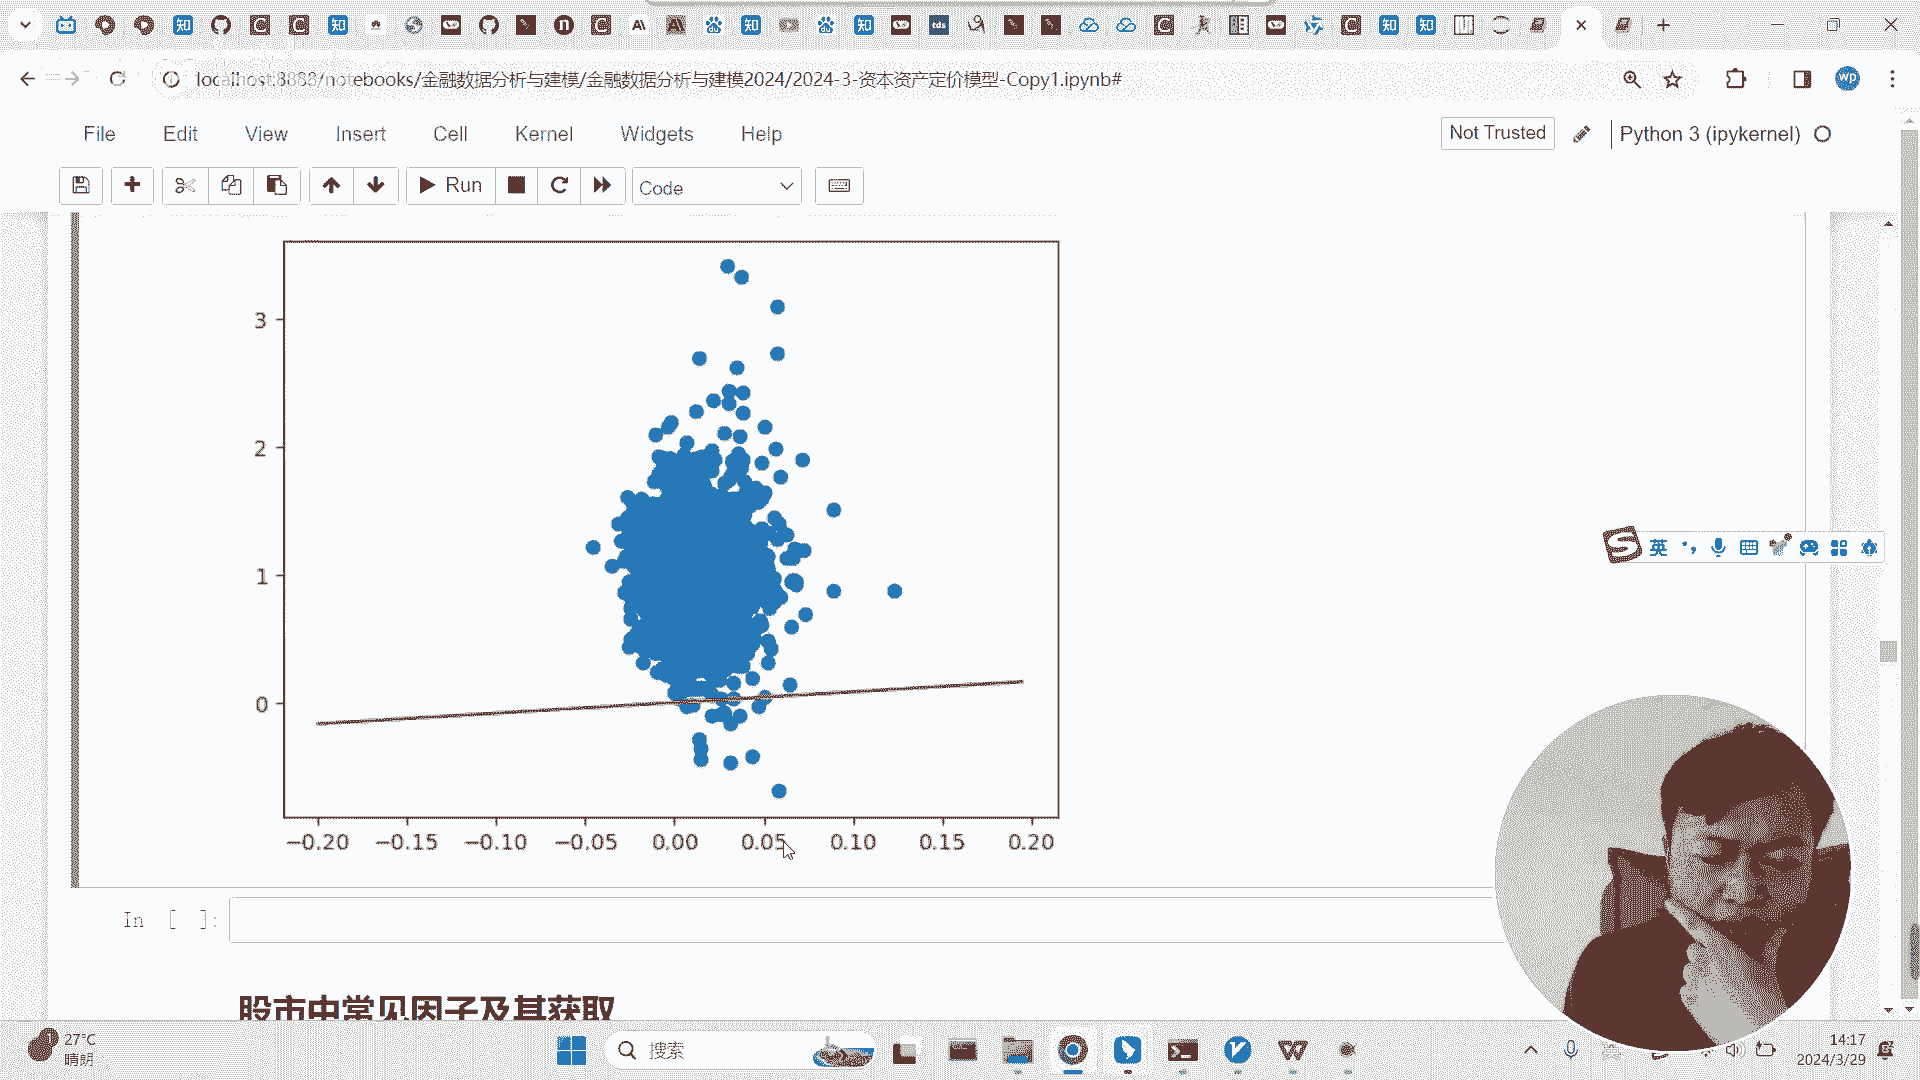 localhost:8888/notebooks/金融数据分析与建模/金融数据分析与建模2024/2024-3-资本资产定价模型-Copy1.ipynb#
wp
File Edit View Insert Cell Kernel Widgets Help
Not Trusted
Python 3 (ipykernel)
Run
Code
3
2
1
0
−0.20 −0.15 −0.10 −0.05 0.00 0.05 0.10 0.15 0.20
英
In [ ]:
股市中常见因子及其获取
27°C
晴朗
搜索
14:17
2024/3/29